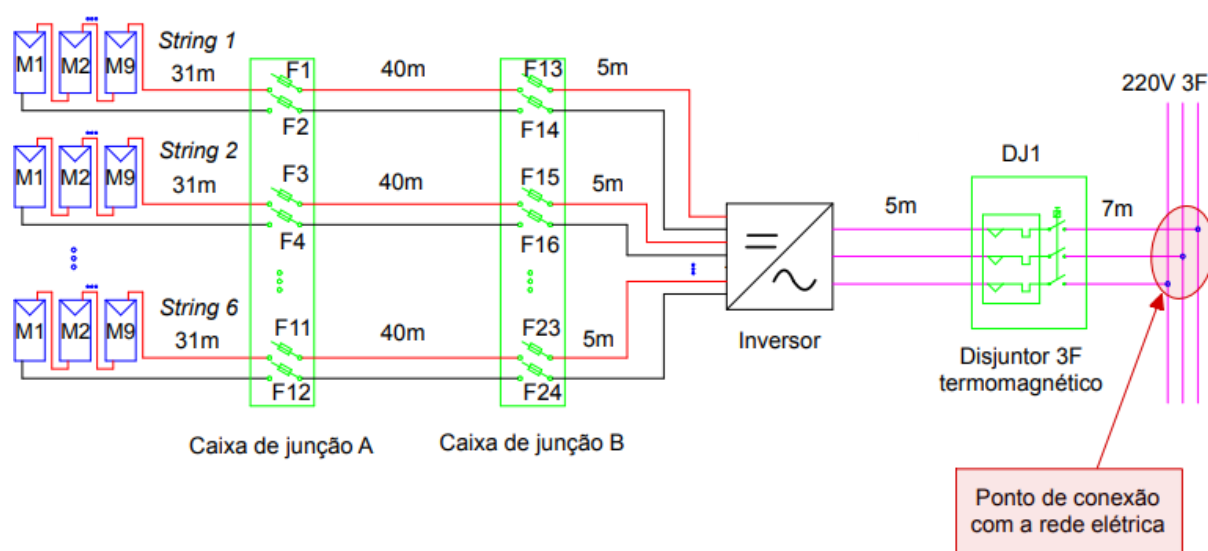 String 1
M1 M2 M9
31m
F1
F2
40m
F13
F14
5m
220V 3F
String 2
M1 M2 M9
31m
F3
F4
40m
F15
F16
5m
DJ1
5m
7m
String 6
M1 M2 M9
31m
F11
F12
40m
F23
F24
5m
Inversor
Disjuntor 3F
termomagnético
Caixa de junção A
Caixa de junção B
Ponto de conexão
com a rede elétrica